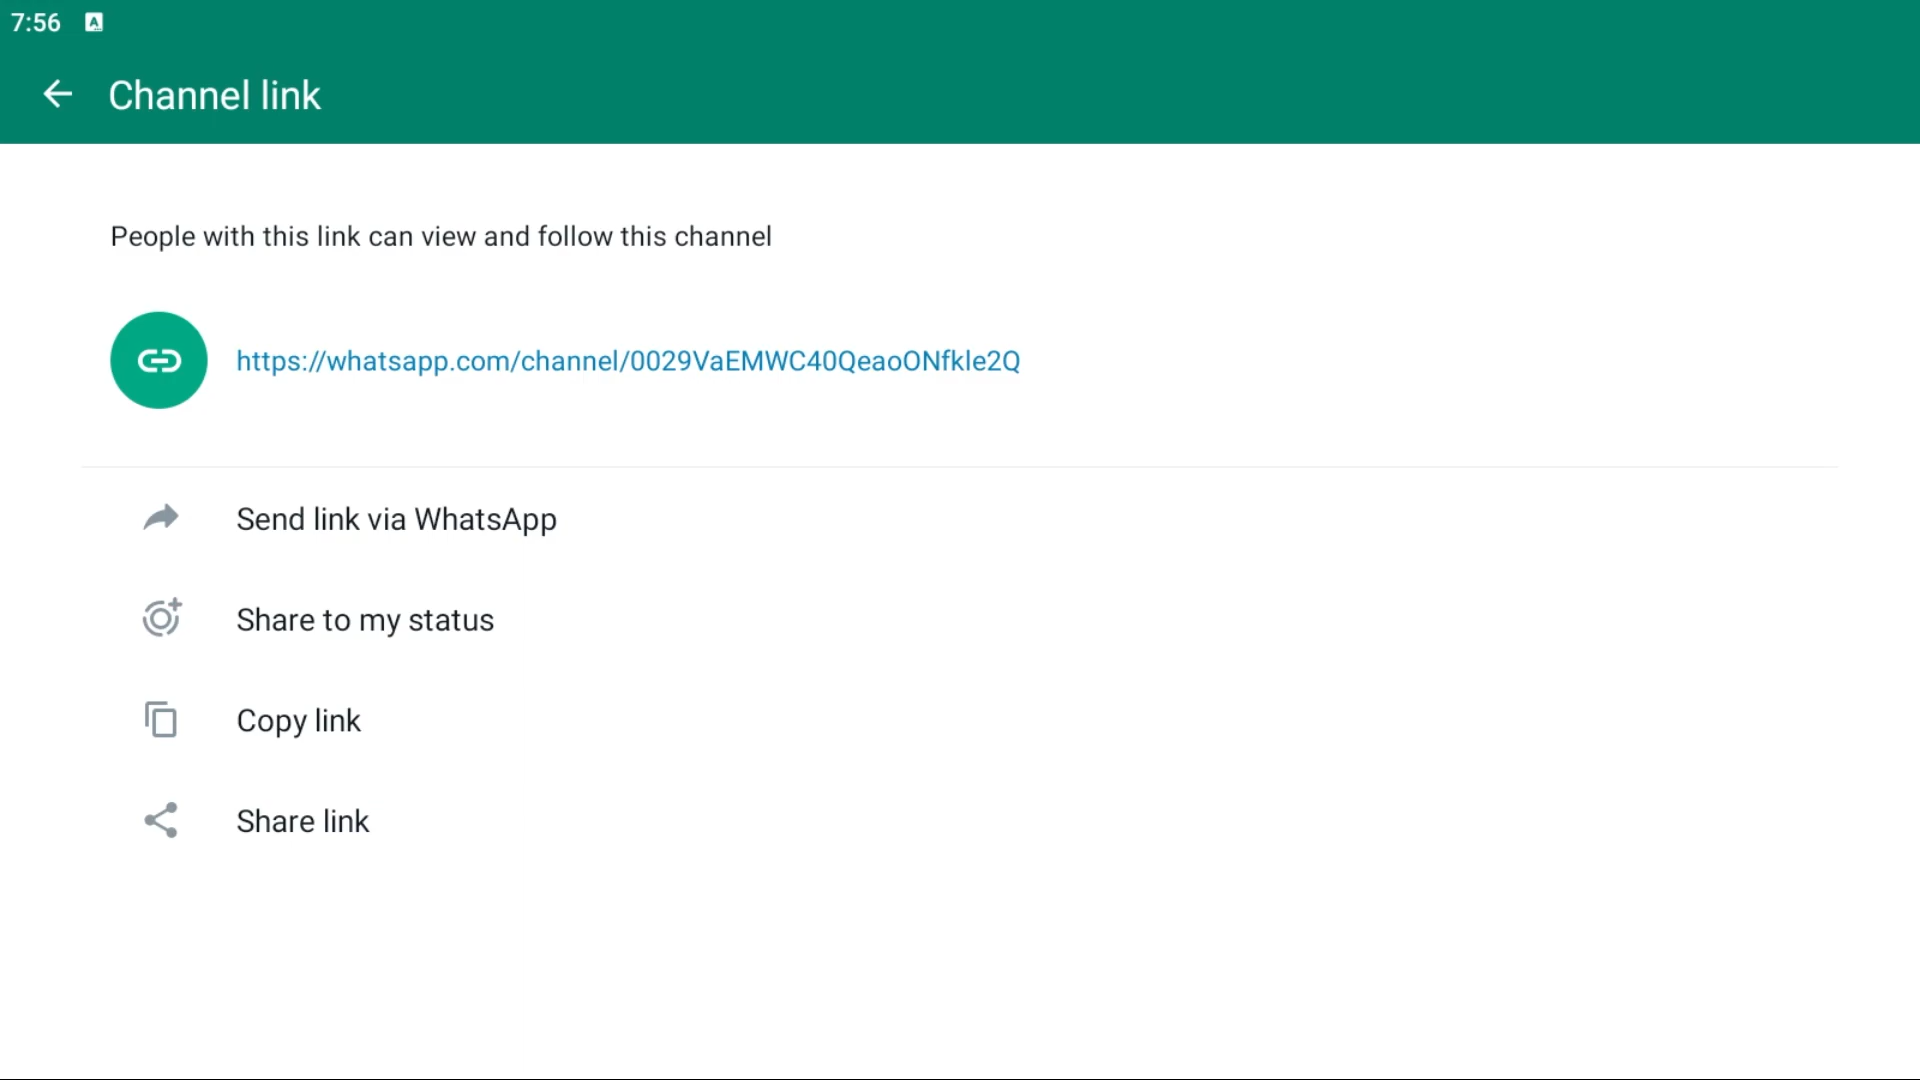 7:56
Channel link
People with this link can view and follow this channel
https://whatsapp.com/channel/0029VaEMWC40QeaoONfkle2Q
Send link via WhatsApp
Share to my status
Copy link
Share link